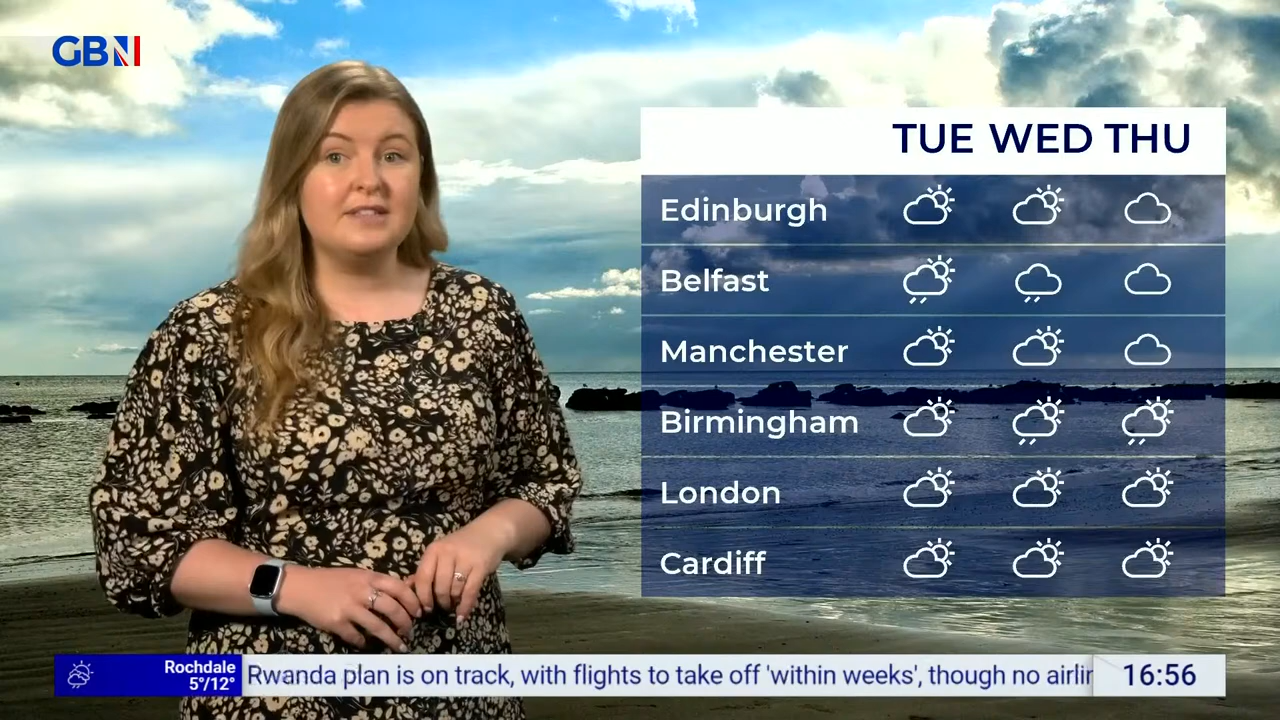 GBN
TUE WED THU
Edinburgh
Belfast
Manchester
Birmingham
London
Cardiff
Rochdale
5°/12°
Rwanda plan is on track, with flights to take off 'within weeks', though no airlin
16:56